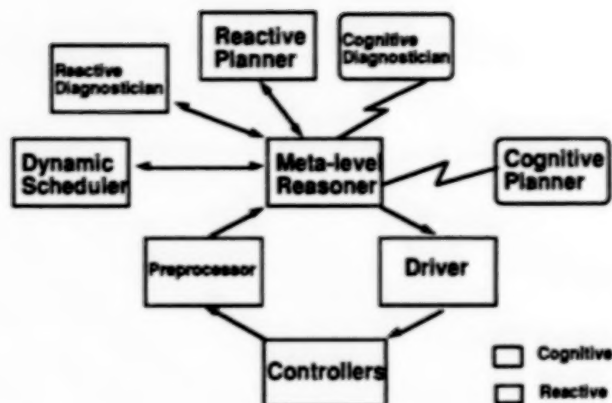 Reactive
Planner
Cognitive
Diagnostician
Reactive
Diagnostician
Dynamic
Scheduler
Meta-level
Reasoner
Cognitive
Planner
Preprocessor
Driver
Controllers
Cognitive
Reactive